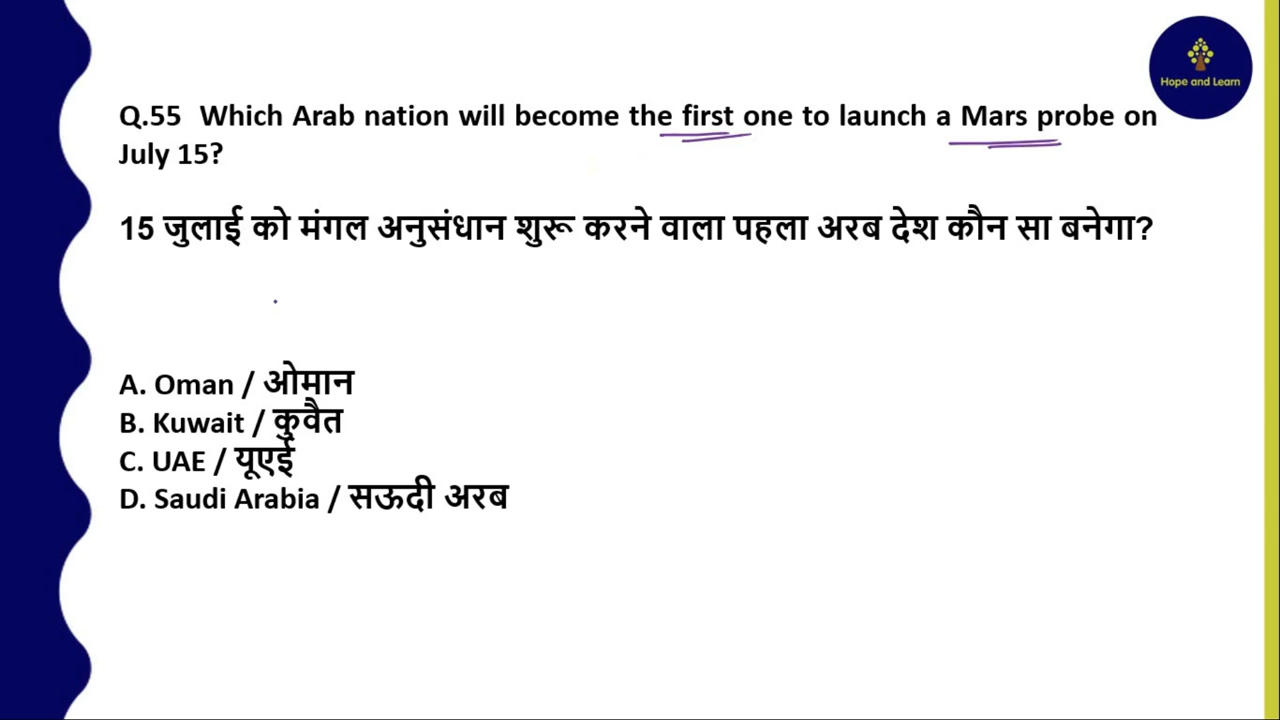 Hope and Learn
Q.55 Which Arab nation will become the first one to launch a Mars probe on
July 15?
15 जुलाई को मंगल अनुसंधान शुरू करने वाला पहला अरब देश कौन सा बनेगा?
A. Oman / ओमान
B. Kuwait / कुवैत
C. UAE / यूएई
D. Saudi Arabia / सऊदी अरब